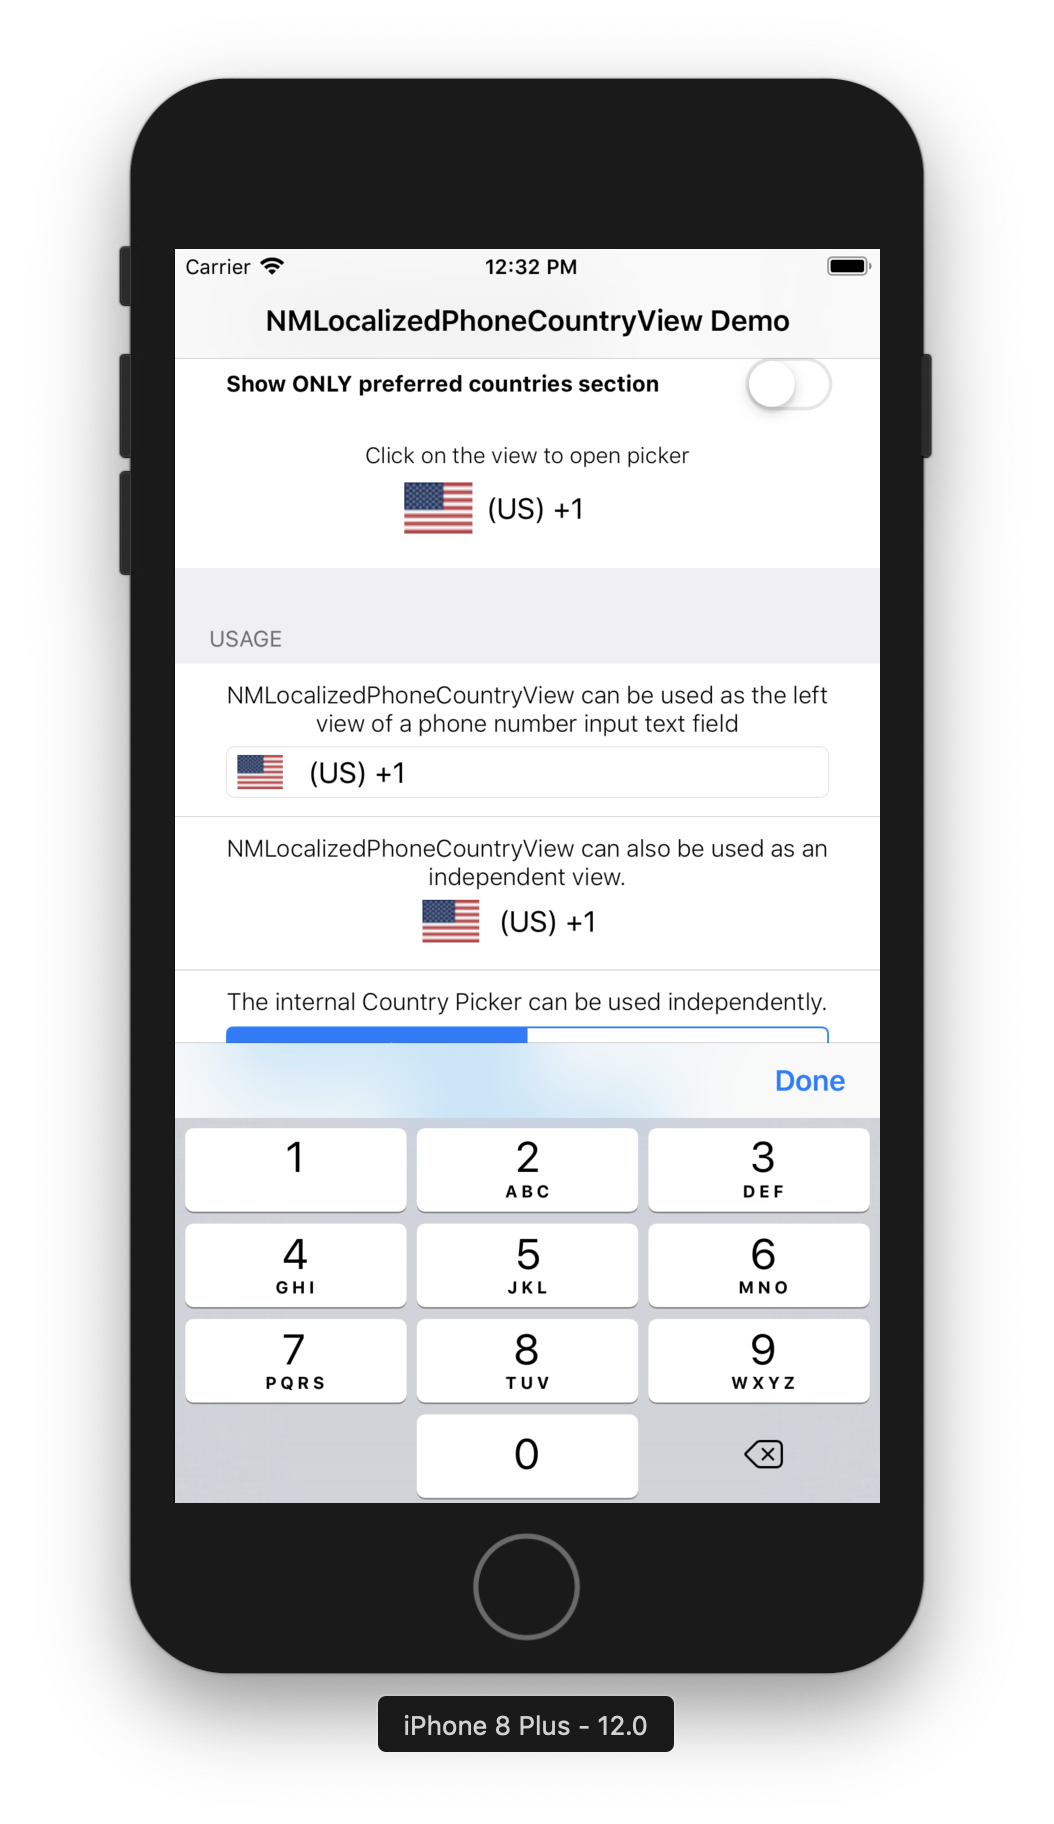 Carrier 12:32 PM
NMLocalizedPhoneCountryView Demo
Show ONLY preferred countries section
Click on the view to open picker
(US) +1
USAGE
NMLocalizedPhoneCountryView can be used as the left
view of a phone number input text field
(US) +1
NMLocalizedPhoneCountryView can also be used as an
independent view.
(US) +1
The internal Country Picker can be used independently.
Done
1 2 3
ABC DEF
4 5 6
GHI JKL MNO
7 8 9
PQRS TUV WXYZ
0
iPhone 8 Plus - 12.0